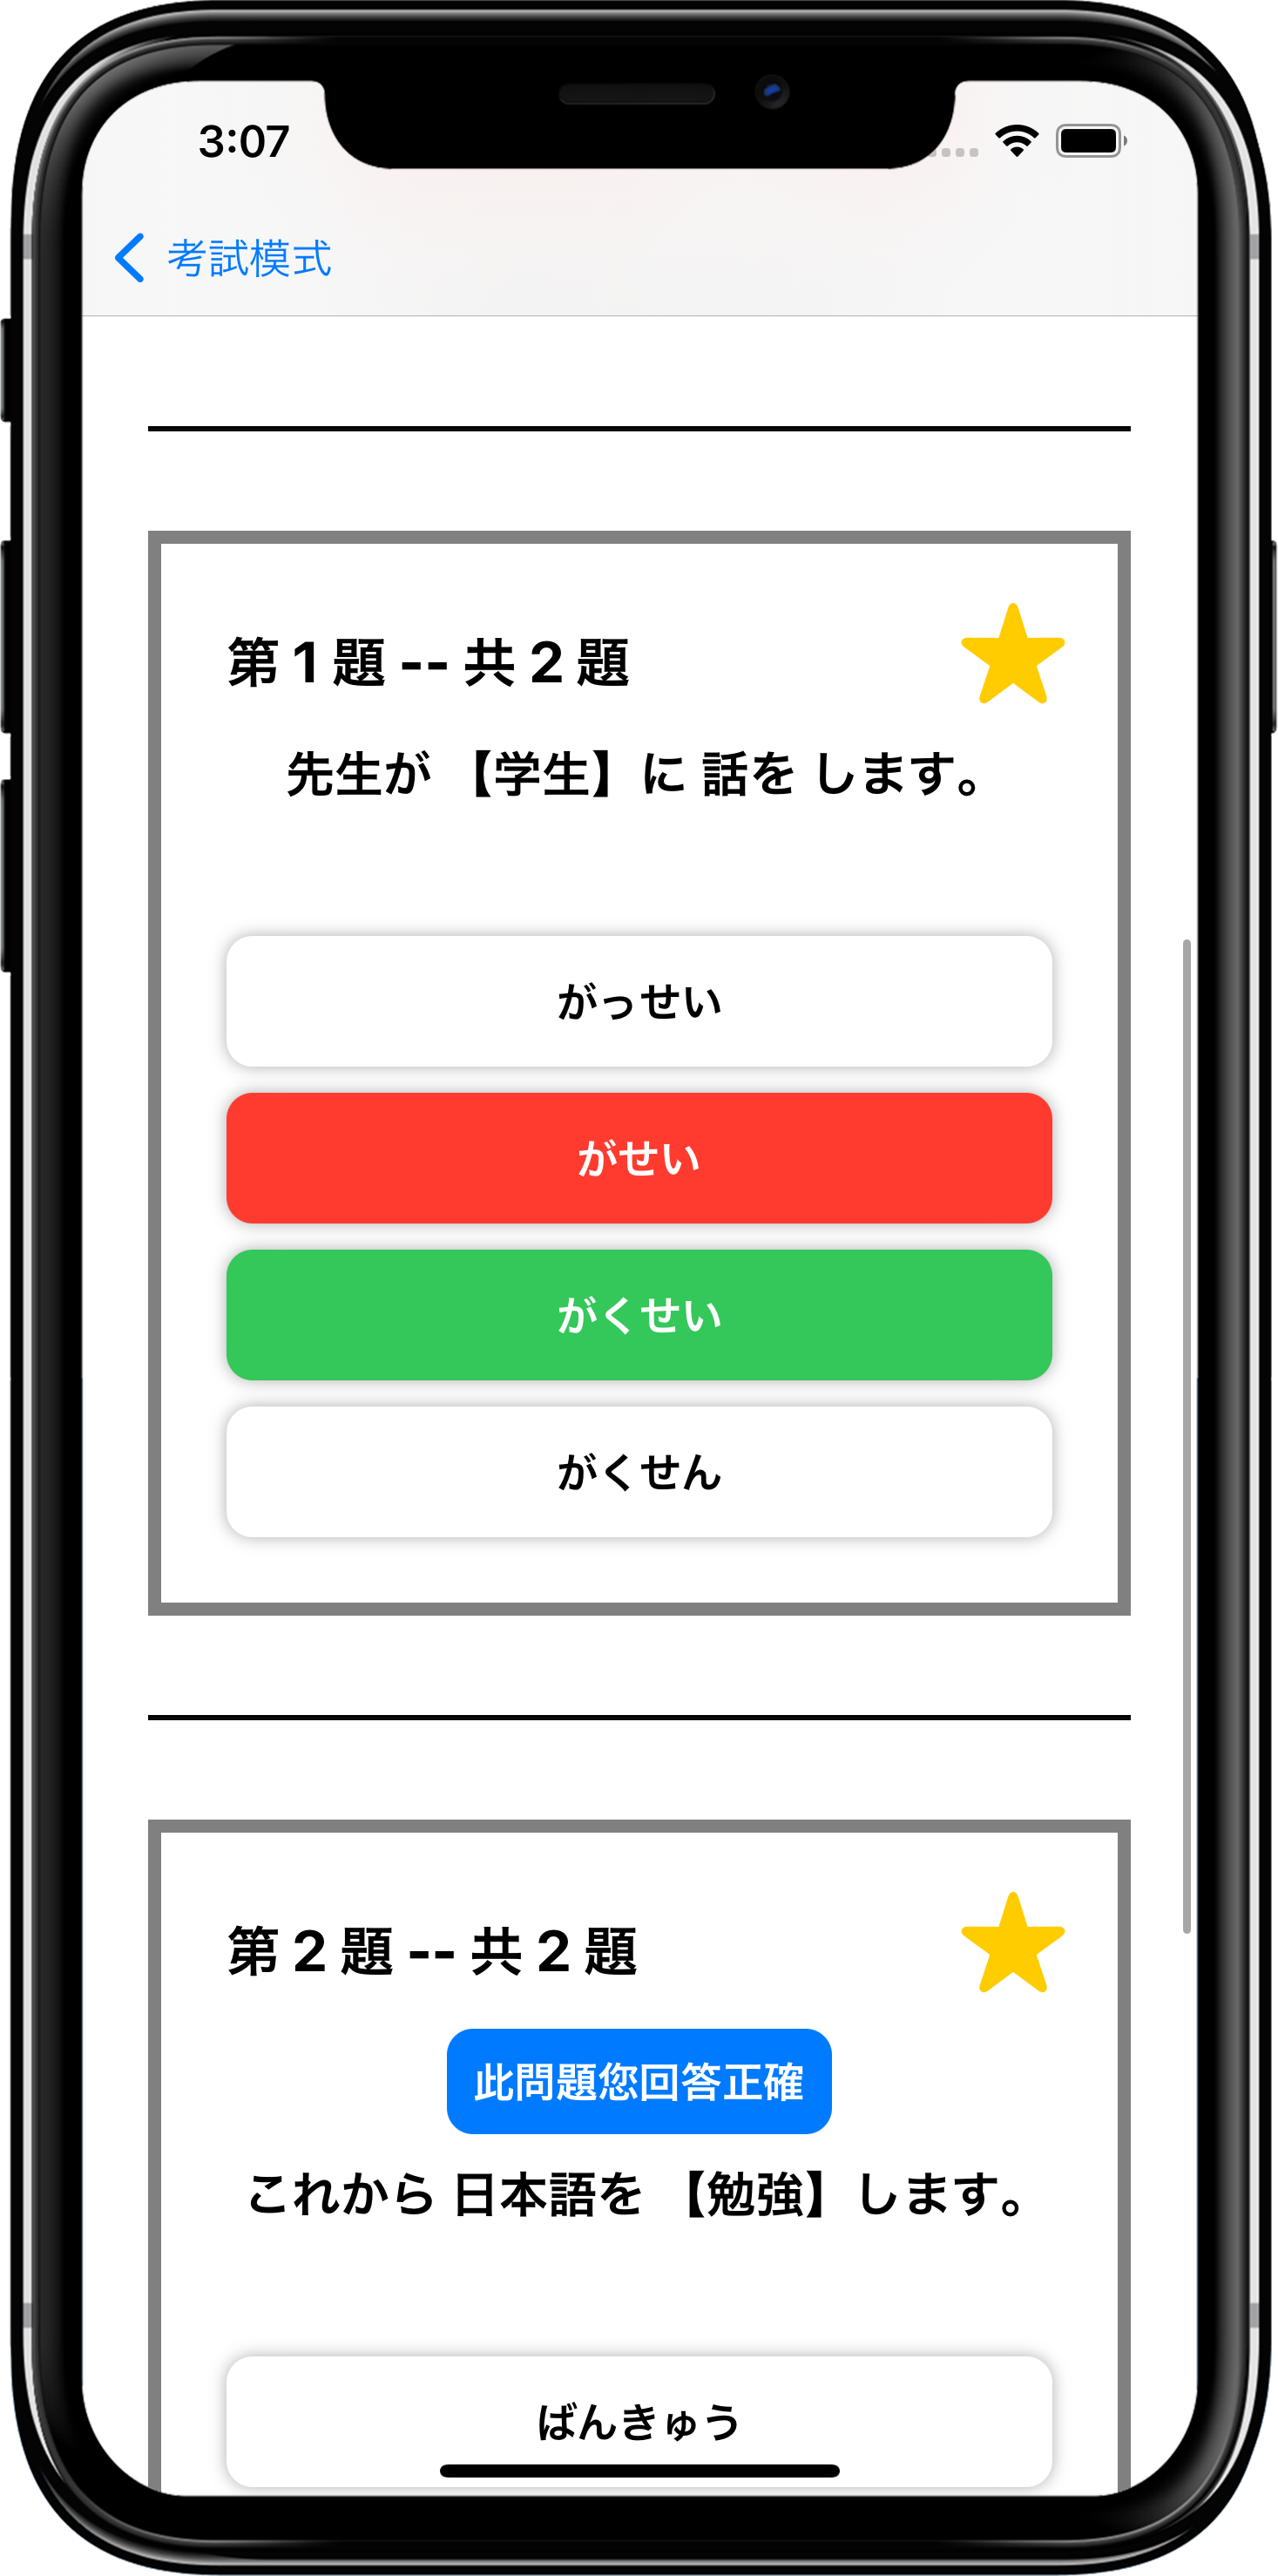 3:07
考試模式
第 1 題 -- 共 2 題
先生が 【学生】に 話を します。
がっせい
がせい
がくせい
がくせん
第 2 題 -- 共 2 題
此問題您回答正確
これから 日本語を 【勉強】します。
ばんきゅう